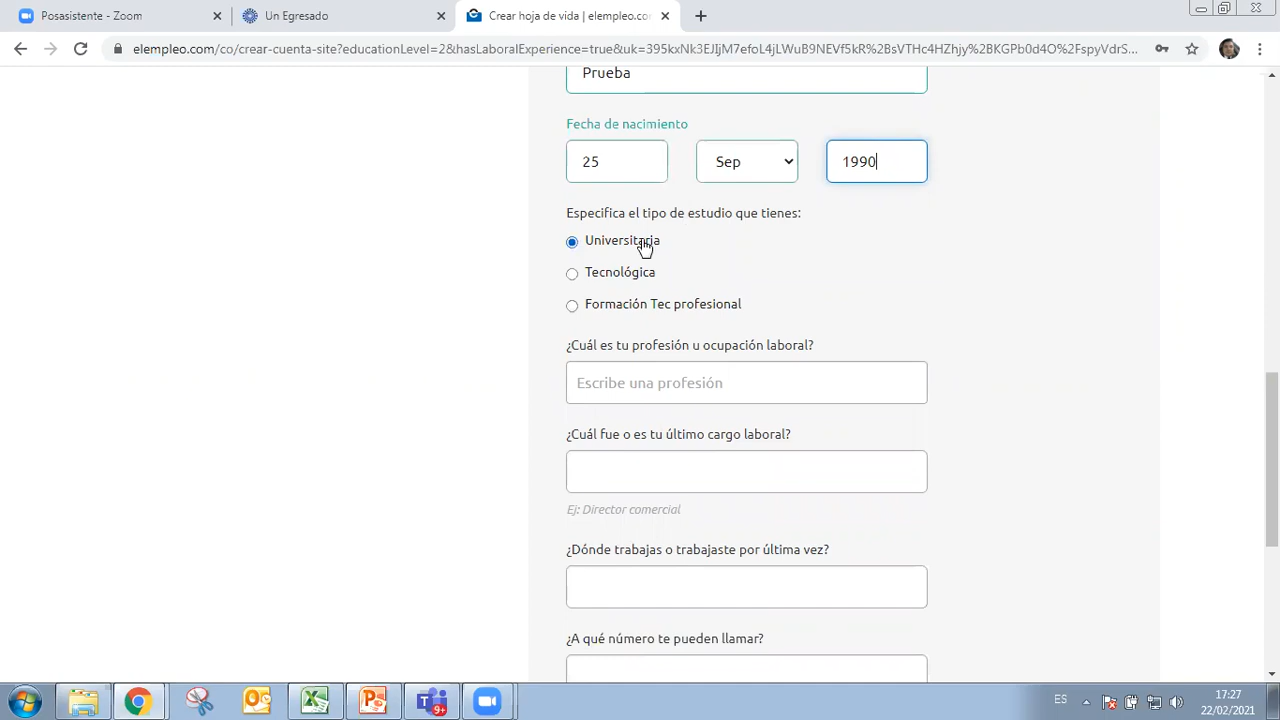 Posasistente - Zoom
Un Egresado
Crear hoja de vida | elempleo.co
elempleo.com/co/crear-cuenta-site?educationLevel=2&hasLaboralExperience=true&uk=395kxNk3EJIjM7efoL4jLWuB9NEVf5kR%2BsVTHc4HZhjy%2BKGPb0d4O%2FspyVdrS...
Prueba
Fecha de nacimiento
25
Sep
1990
Especifica el tipo de estudio que tienes:
Universitaria
Tecnológica
Formación Tec profesional
¿Cuál es tu profesión u ocupación laboral?
Escribe una profesión
¿Cuál fue o es tu último cargo laboral?
Ej: Director comercial
¿Dónde trabajas o trabajaste por última vez?
¿A qué número te pueden llamar?
9+
ES
17:27
22/02/2021